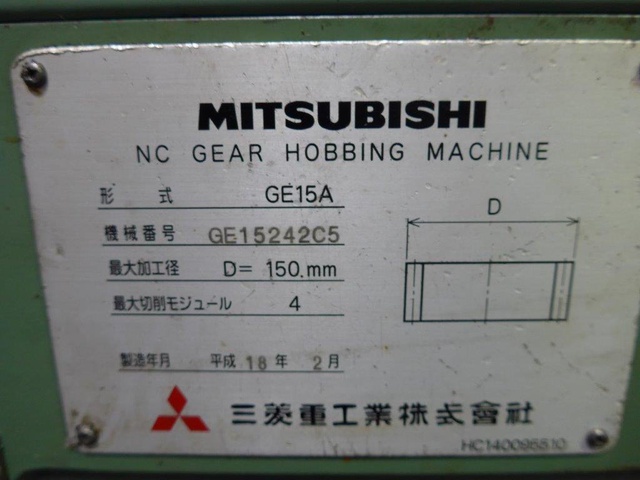 MITSUBISHI
NC GEAR HOBBING MACHINE
形式 GE15A
機械番号 GE15242C5
最大加工径 D= 150.mm
最大切削モジュール 4
D
製造年月 平成 18 年 2 月
三菱重工業株式會社
HC140095510